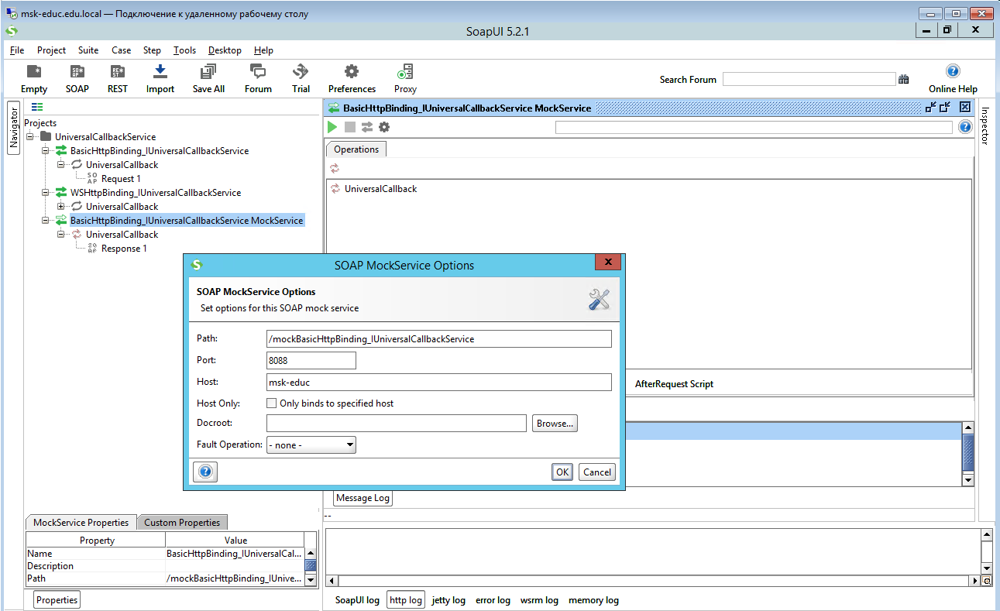 msk-educ.edu.local — Подключение к удаленному рабочему столу
SoapUI 5.2.1
File Project Suite Case Step Tools Desktop Help
Empty SOAP REST Import Save All Forum Trial Preferences Proxy
Search Forum
Online Help
Navigator
Projects
UniversalCallbackService
BasicHttpBinding_IUniversalCallbackService
UniversalCallback
Request 1
WSHttpBinding_IUniversalCallbackService
UniversalCallback
BasicHttpBinding_IUniversalCallbackService MockService
UniversalCallback
Response 1
BasicHttpBinding_IUniversalCallbackService MockService
Inspector
Operations
UniversalCallback
SOAP MockService Options
SOAP MockService Options
Set options for this SOAP mock service
Path: /mockBasicHttpBinding_IUniversalCallbackService
Port: 8088
Host: msk-educ
Host Only: Only binds to specified host
Docroot: Browse...
Fault Operation: - none -
OK Cancel
AfterRequest Script
Message Log
--
MockService Properties Custom Properties
Property Value
Name BasicHttpBinding_IUniversalCal...
Description
Path /mockBasicHttpBinding_IUnive...
Properties
SoapUI log http log jetty log error log wsrm log memory log